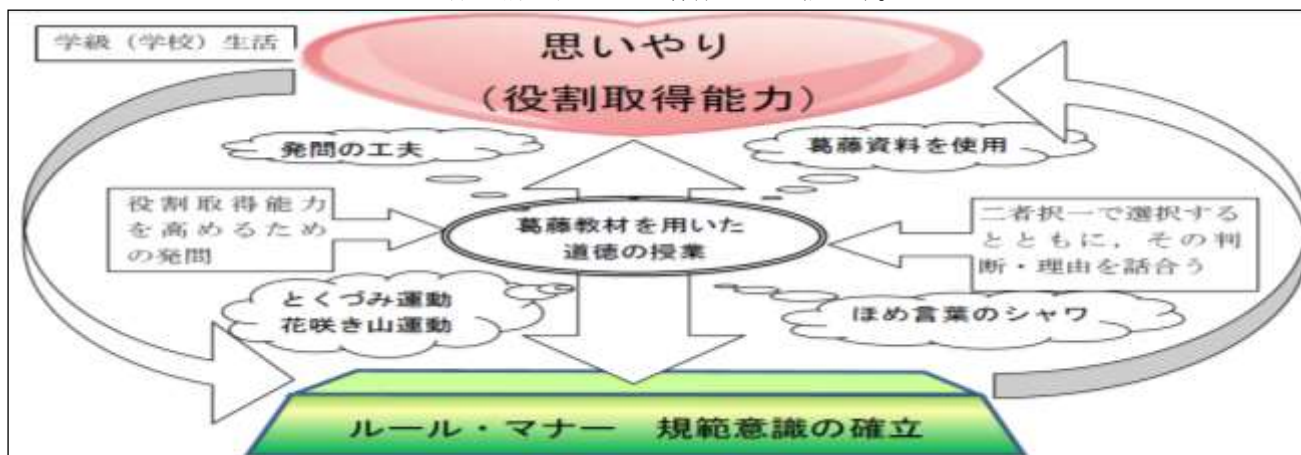 学級（学校）生活
思いやり
（役割取得能力）
発問の工夫
葛藤資料を使用
役割取得能力
を高めるため
の発問
葛藤教材を用いた
道徳の授業
二者択一で選択する
とともに，その判
断・理由を話合う
とくづみ運動
花咲き山運動
ほめ言葉のシャワ
ルール・マナー　規範意識の確立